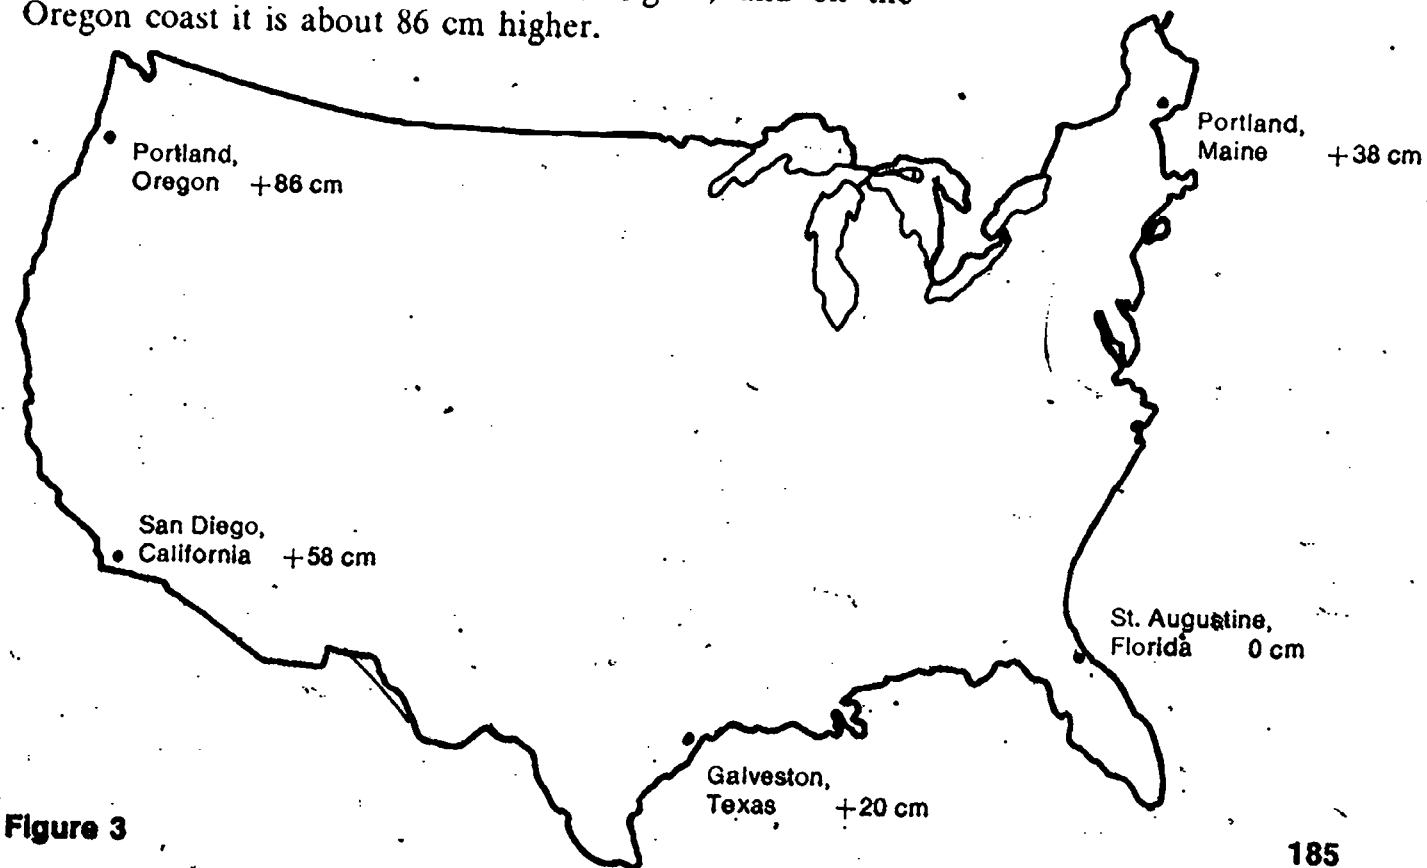 Oregon coast it is about 86 cm higher.
Portland,
Maine +38 cm
Portland,
Oregon +86 cm
San Diego,
California +58 cm
St. Augustine,
Florida 0 cm
Galveston,
Texas +20 cm
Figure 3
185